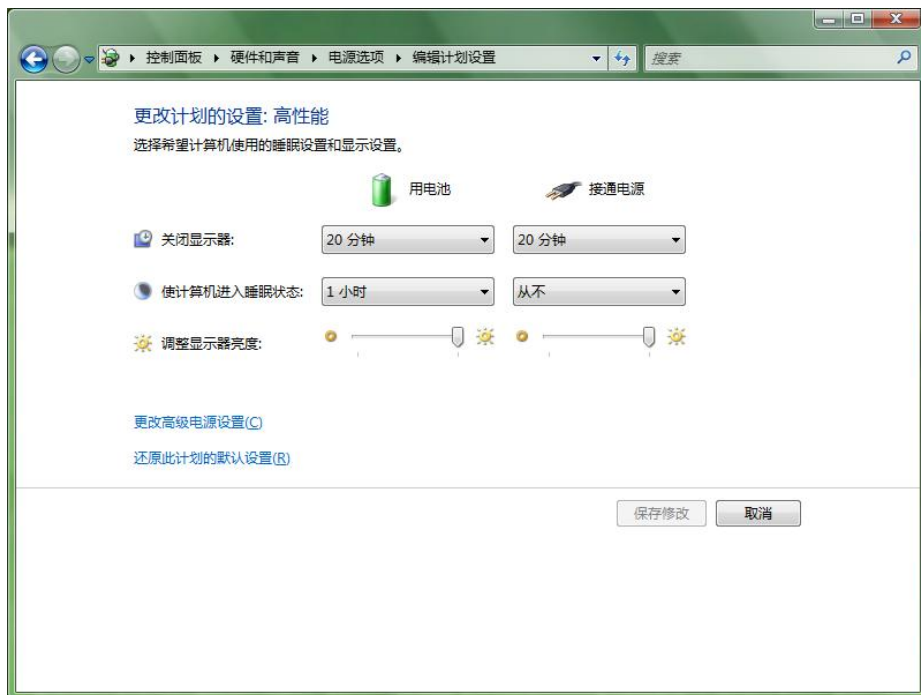 控制面板 硬件和声音 电源选项 编辑计划设置 搜索
更改计划的设置: 高性能
选择希望计算机使用的睡眠设置和显示设置。
用电池 接通电源
关闭显示器: 20 分钟 20 分钟
使计算机进入睡眠状态: 1 小时 从不
调整显示器亮度:
更改高级电源设置(C)
还原此计划的默认设置(R)
保存修改 取消